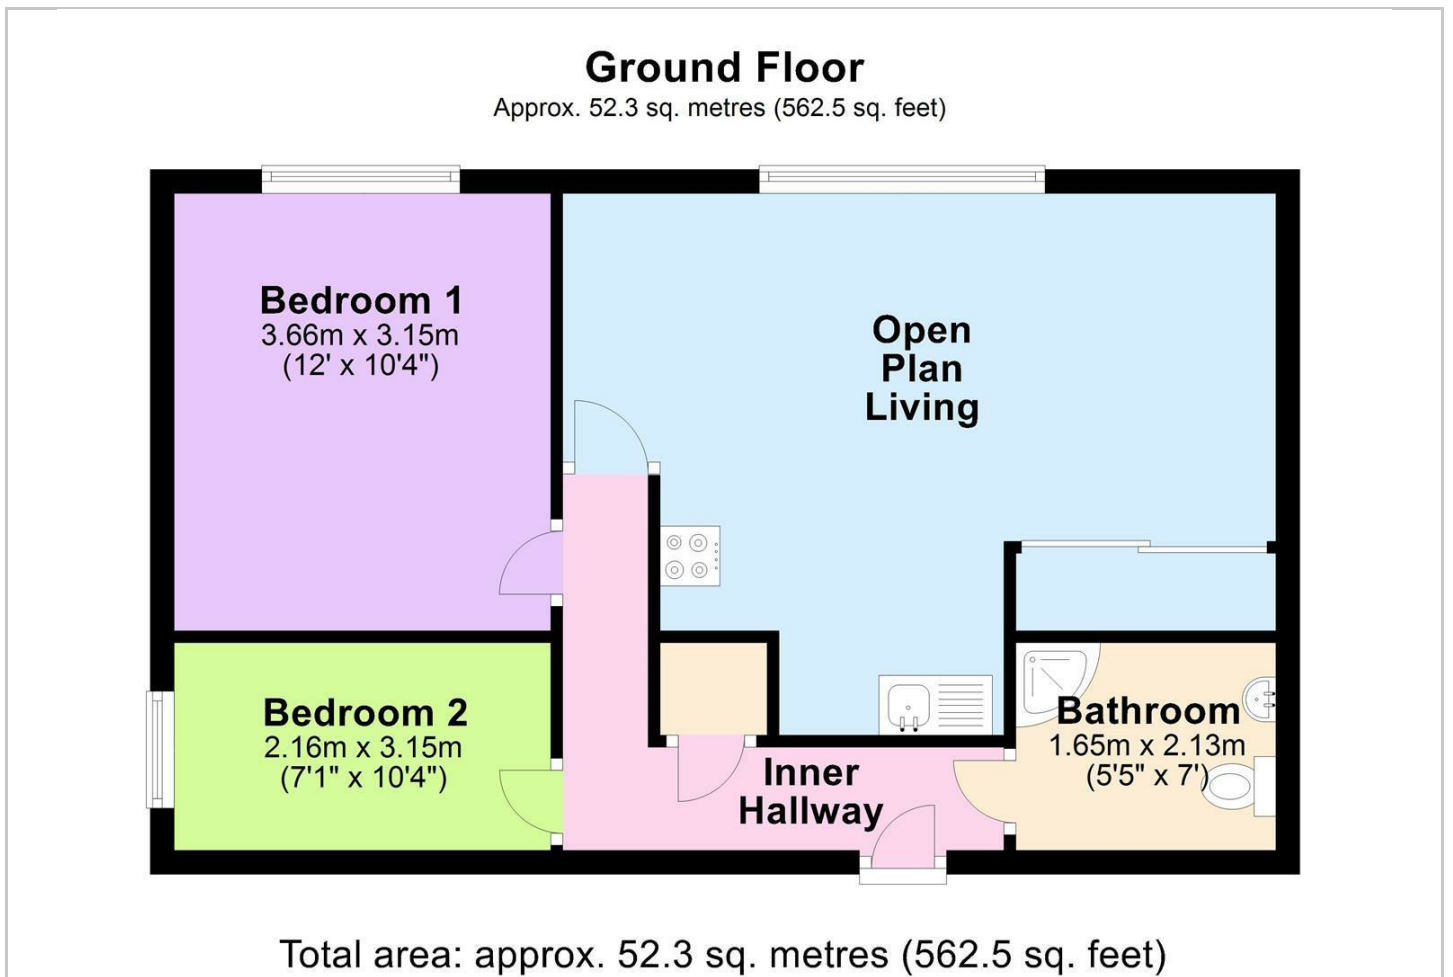 Ground Floor
Approx. 52.3 sq. metres (562.5 sq. feet)
Bedroom 1
3.66m x 3.15m
(12' x 10'4")
Open
Plan
Living
Bedroom 2
2.16m x 3.15m
(7'1" x 10'4")
Inner
Hallway
Bathroom
1.65m x 2.13m
(5'5" x 7')
Total area: approx. 52.3 sq. metres (562.5 sq. feet)